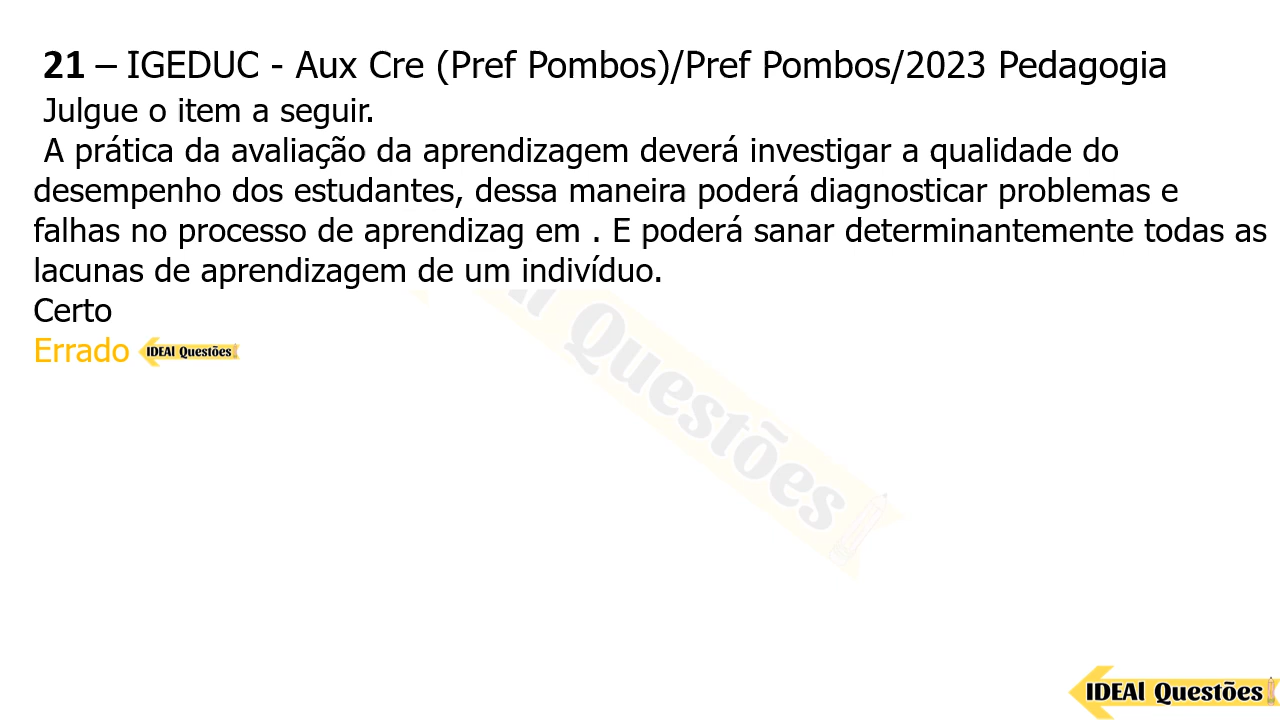 21 – IGEDUC - Aux Cre (Pref Pombos)/Pref Pombos/2023 Pedagogia
Julgue o item a seguir.
A prática da avaliação da aprendizagem deverá investigar a qualidade do
desempenho dos estudantes, dessa maneira poderá diagnosticar problemas e
falhas no processo de aprendizag em . E poderá sanar determinantemente todas as
lacunas de aprendizagem de um indivíduo.
Certo
Errado IDEAl Questões
Questões
IDEAl Questões